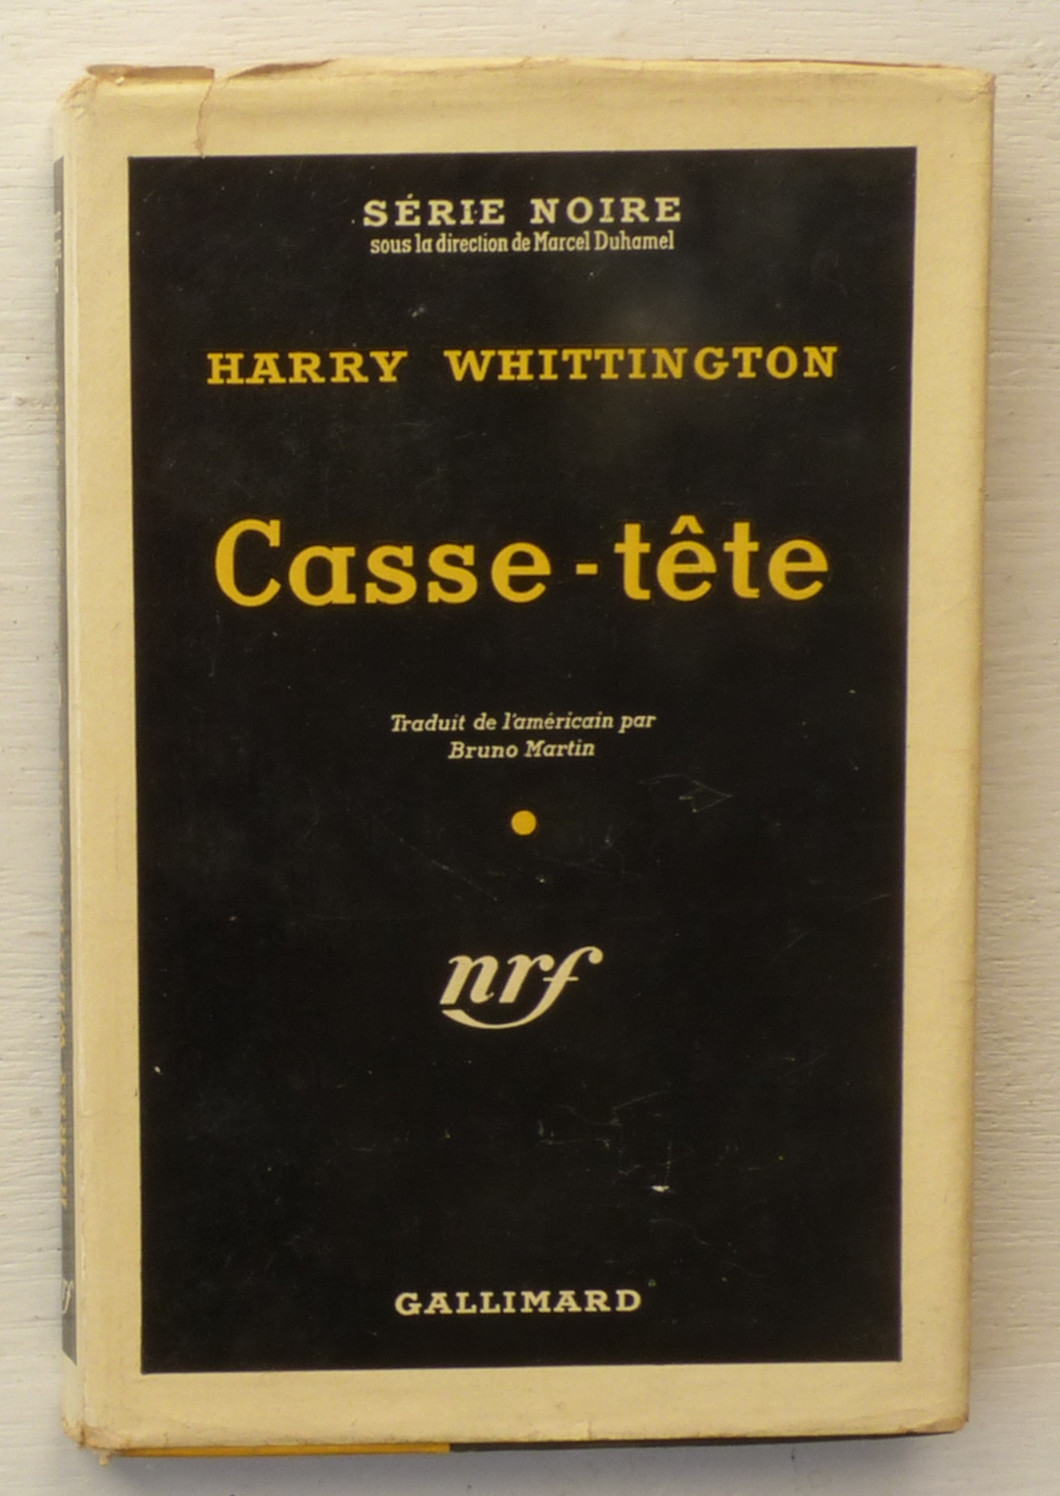 SÉRIE NOIRE
sous la direction de Marcel Duhamel
HARRY WHITTINGTON
Casse-tête
Traduit de l'américain par
Bruno Martin
nrf
GALLIMARD